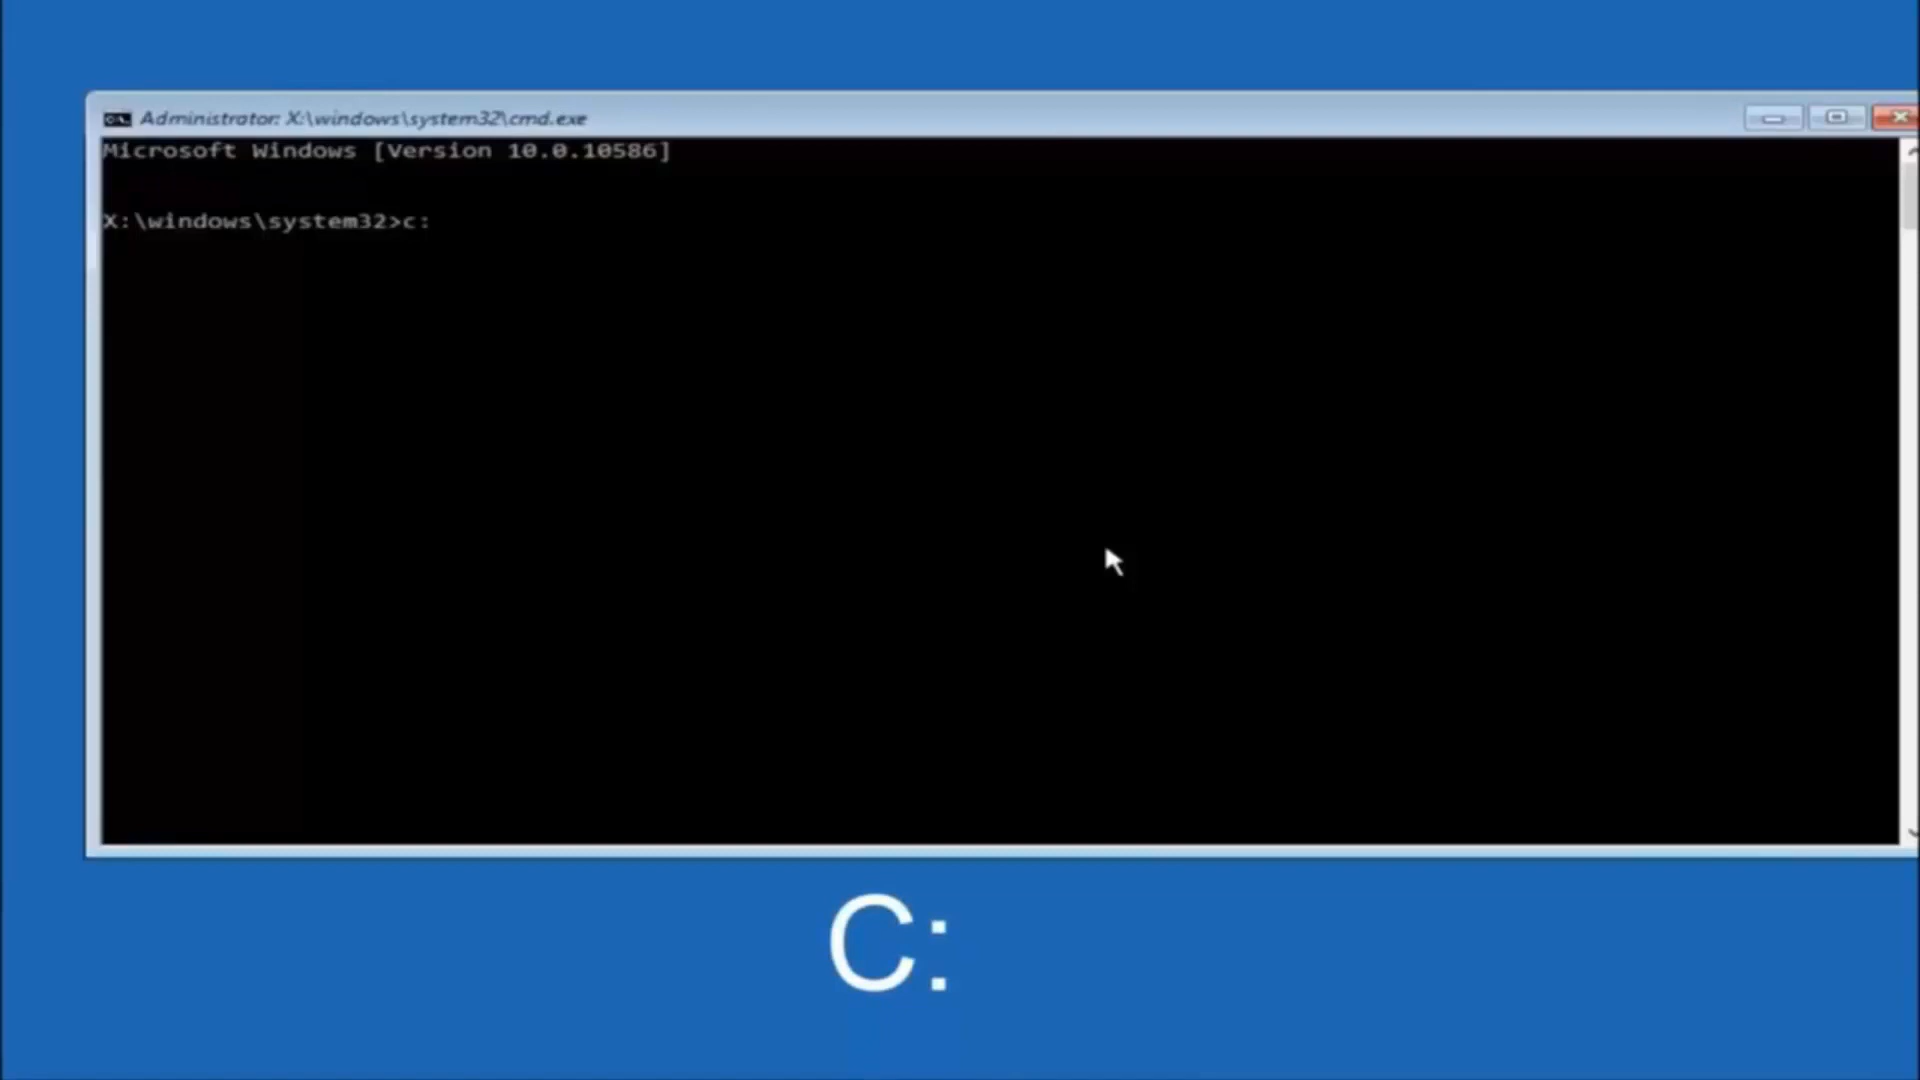 Administrator: X:\windows\system32\cmd.exe
Microsoft Windows [Version 10.0.10586]
X:\windows\system32>c:
C: